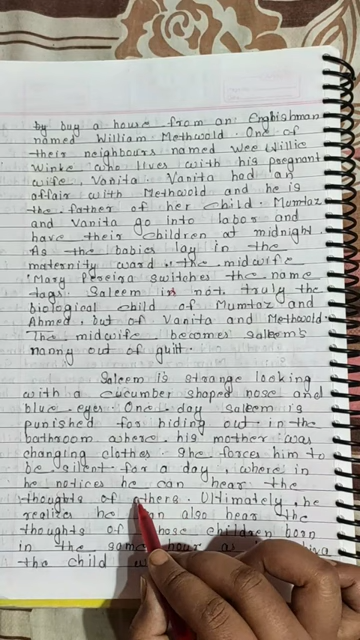 by buy a house from an Engbishman
named William Methwold. One of
their neighbours named Wee Willie
Winke who lives with his pregnant
wife, Vanita. Vanita had an
affair with Methwold and he is
the father of her child. Mumtaz
and Vanita go into labor and
have their children at midnight.
As the babies lay in the
maternity ward, the midwife
Mary Pereira switches the name
tags. Saleem is not truly the
biological child of Mumtaz and
Ahmed, but of Vanita and Methwold.
The midwife becomes saleem's
nanny out of guilt.
Saleem is strange looking
with a cucumber shaped nose and
blue eyes. One day saleem is
punished for hiding out in the
bathroom where his mother was
changing clothes. She forces him to
be silent for a day, where in
he notices he can hear the
thoughts of others. Ultimately, he
realizes he can also hear the
thoughts of those children born
in the same hour as
the child